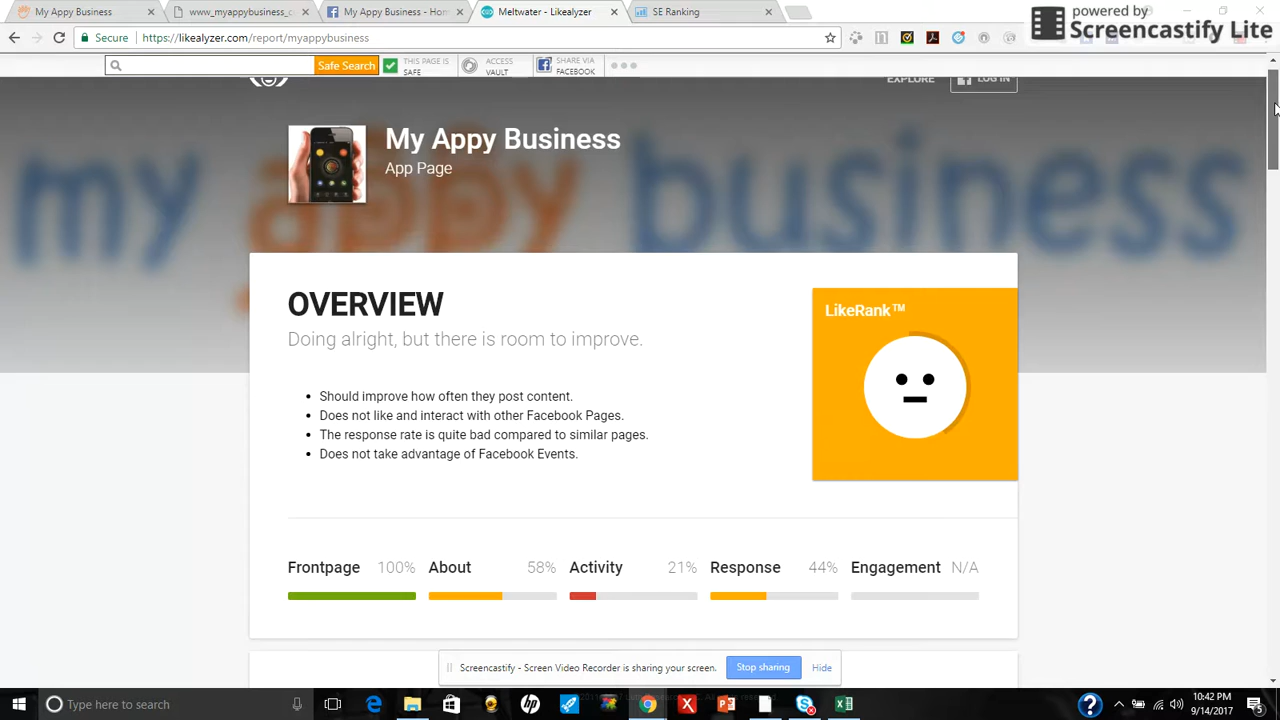 My Appy Business
www_myappybusiness_c
My Appy Business - Hom
Meltwater - Likealyzer
SE Ranking
powered by
Screencastify Lite
Secure
https://likealyzer.com/report/myappybusiness
Safe Search
THIS PAGE IS
SAFE
ACCESS
VAULT
SHARE VIA
FACEBOOK
EXPLORE
LOG IN
my appy business
My Appy Business
App Page
OVERVIEW
Doing alright, but there is room to improve.
LikeRank™
Should improve how often they post content.
Does not like and interact with other Facebook Pages.
The response rate is quite bad compared to similar pages.
Does not take advantage of Facebook Events.
Frontpage 100%
About 58%
Activity 21%
Response 44%
Engagement N/A
Screencastify - Screen Video Recorder is sharing your screen.
Stop sharing
Hide
Type here to search
10:42 PM
9/14/2017